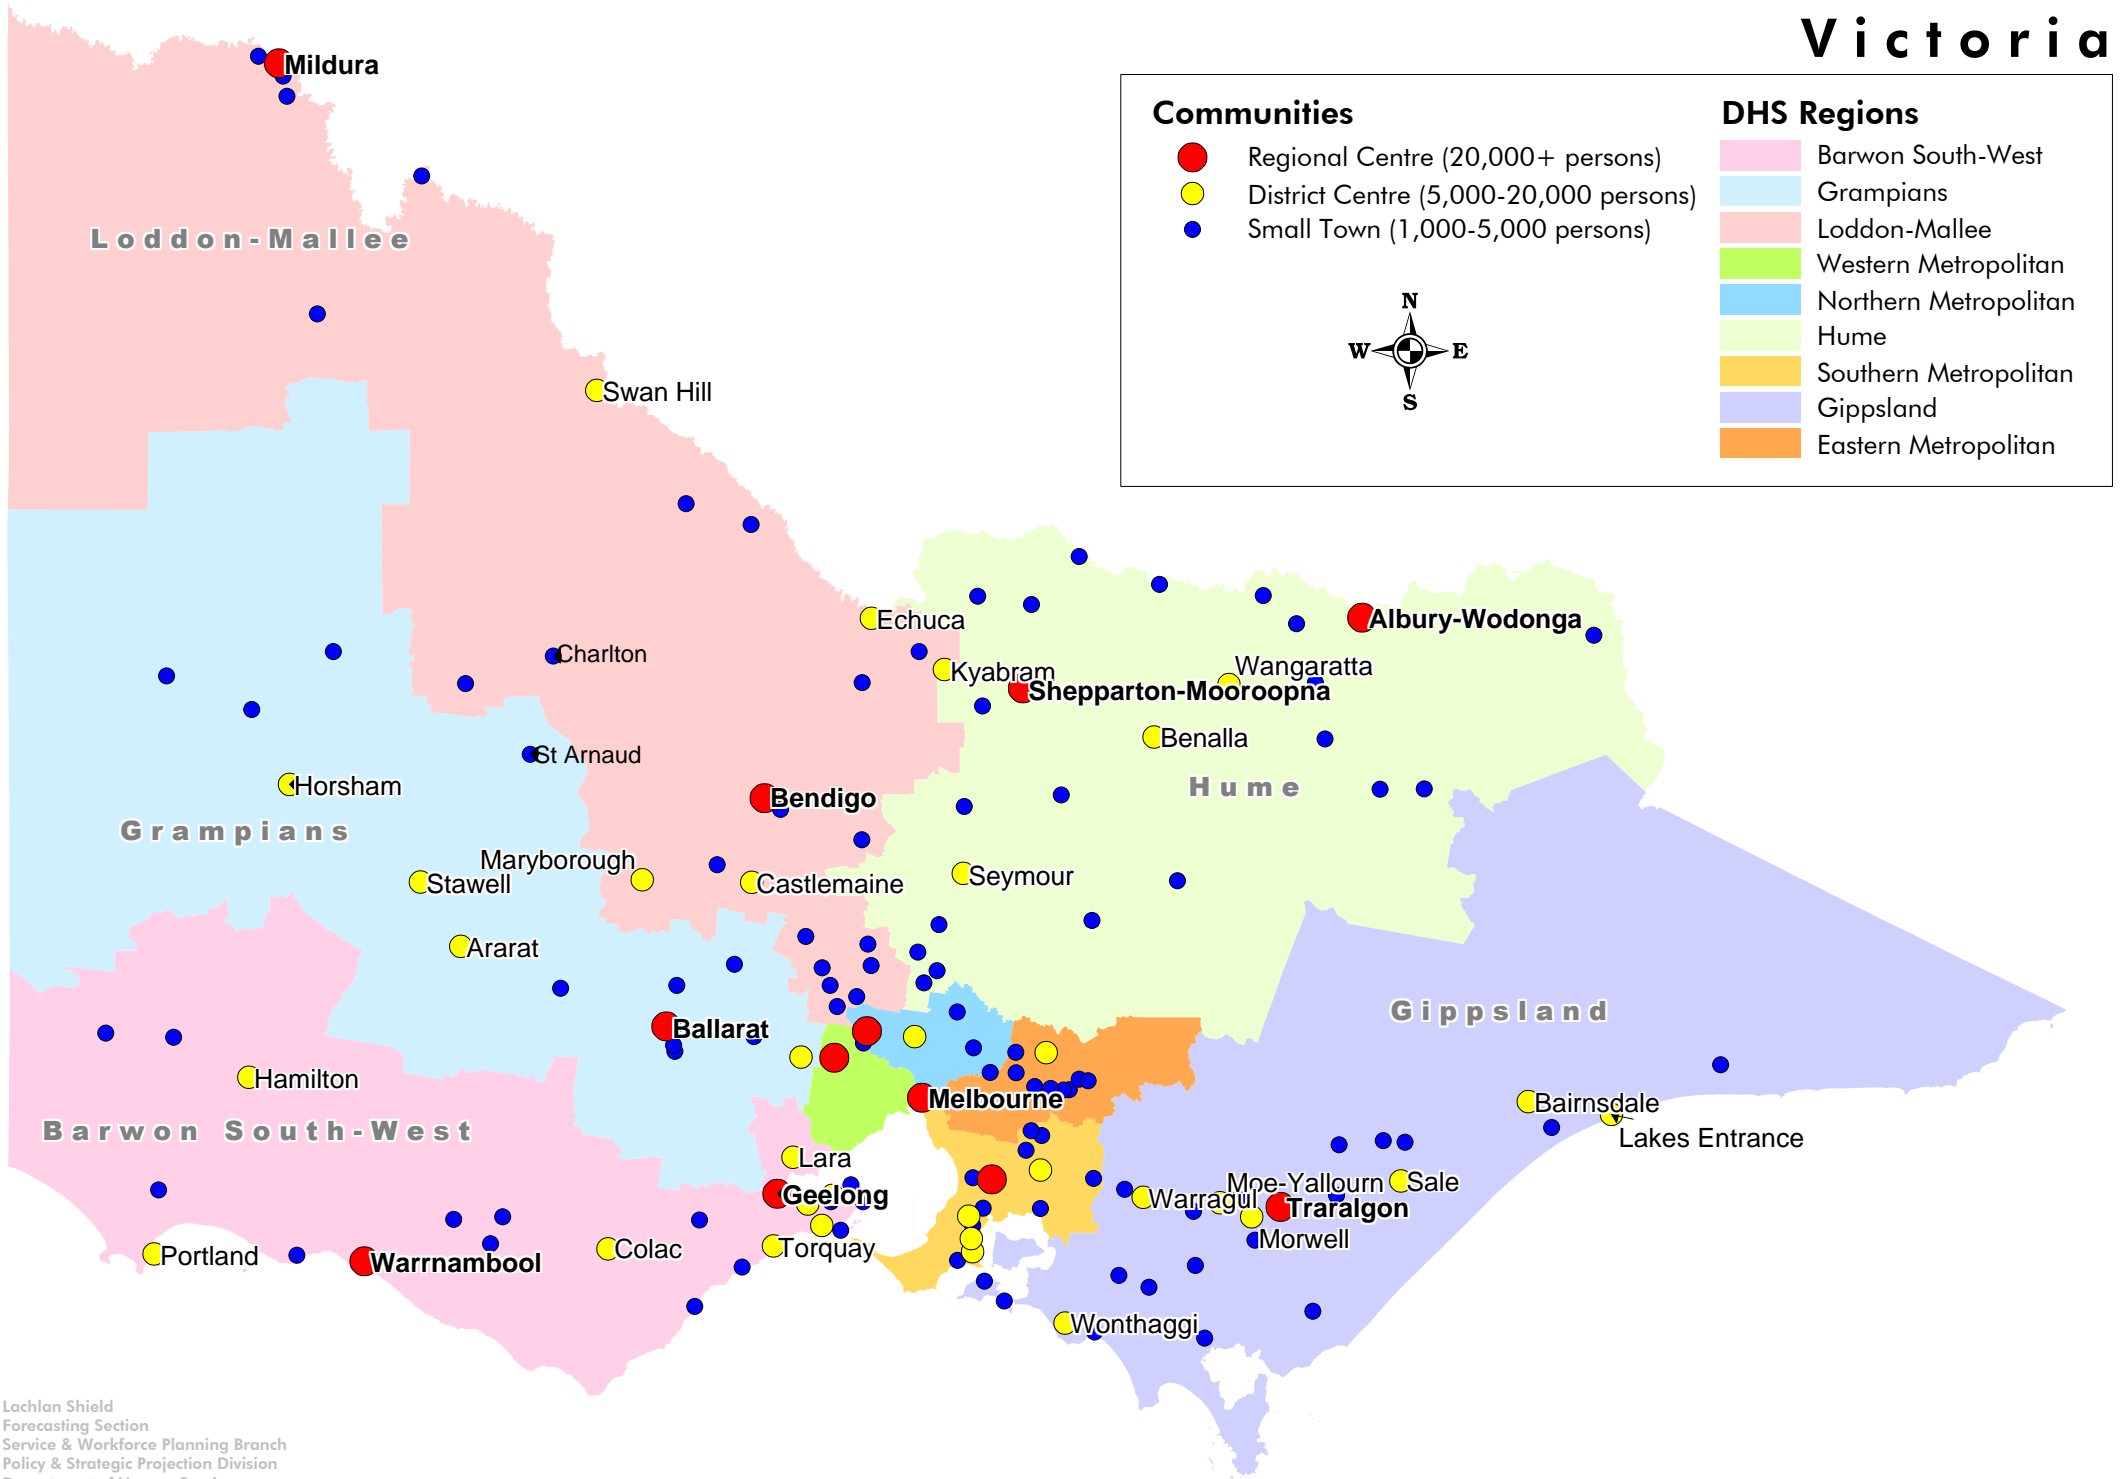 Victoria
Communities
Regional Centre (20,000+ persons)
District Centre (5,000-20,000 persons)
Small Town (1,000-5,000 persons)
N
W
E
S
DHS Regions
Barwon South-West
Grampians
Loddon-Mallee
Western Metropolitan
Northern Metropolitan
Hume
Southern Metropolitan
Gippsland
Eastern Metropolitan
Mildura
Loddon-Mallee
Swan Hill
Echuca
Albury-Wodonga
Charlton
Kyabram
Wangaratta
Shepparton-Mooroopna
Benalla
St Arnaud
Horsham
Bendigo
Hume
Grampians
Maryborough
Stawell
Castlemaine
Seymour
Ararat
Gippsland
Ballarat
Hamilton
Melbourne
Bairnsdale
Barwon South-West
Lakes Entrance
Lara
Geelong
Moe-Yallourn
Sale
Warragul
Traralgon
Morwell
Portland
Warrnambool
Colac
Torquay
Wonthaggi
Lachlan Shield
Forecasting Section
Service & Workforce Planning Branch
Policy & Strategic Projection Division